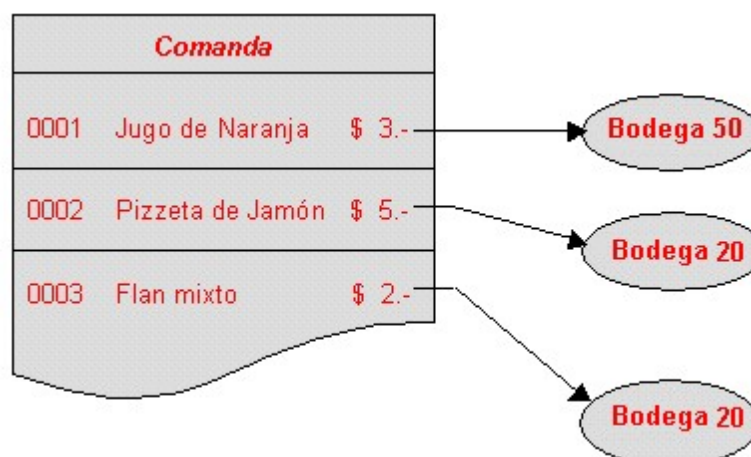 Comanda
0001 Jugo de Naranja $ 3.-
Bodega 50
0002 Pizzeta de Jamón $ 5.-
Bodega 20
0003 Flan mixto $ 2.-
Bodega 20